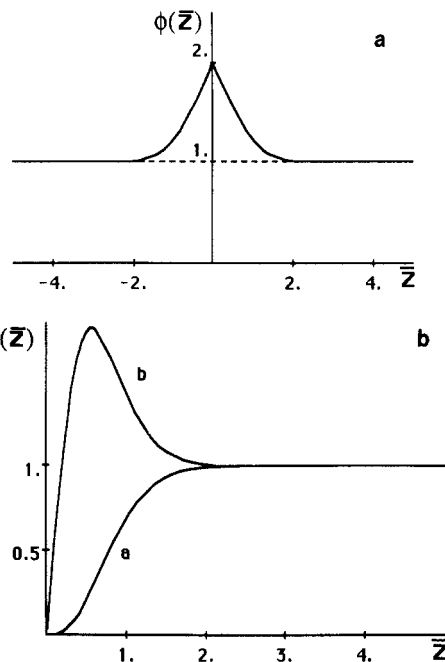 ϕ(z̿)
a
2.
1.
-4. -2. 2. 4. z̿
(z̿)
b
b
1.
a
0.5
1. 2. 3. 4. z̿